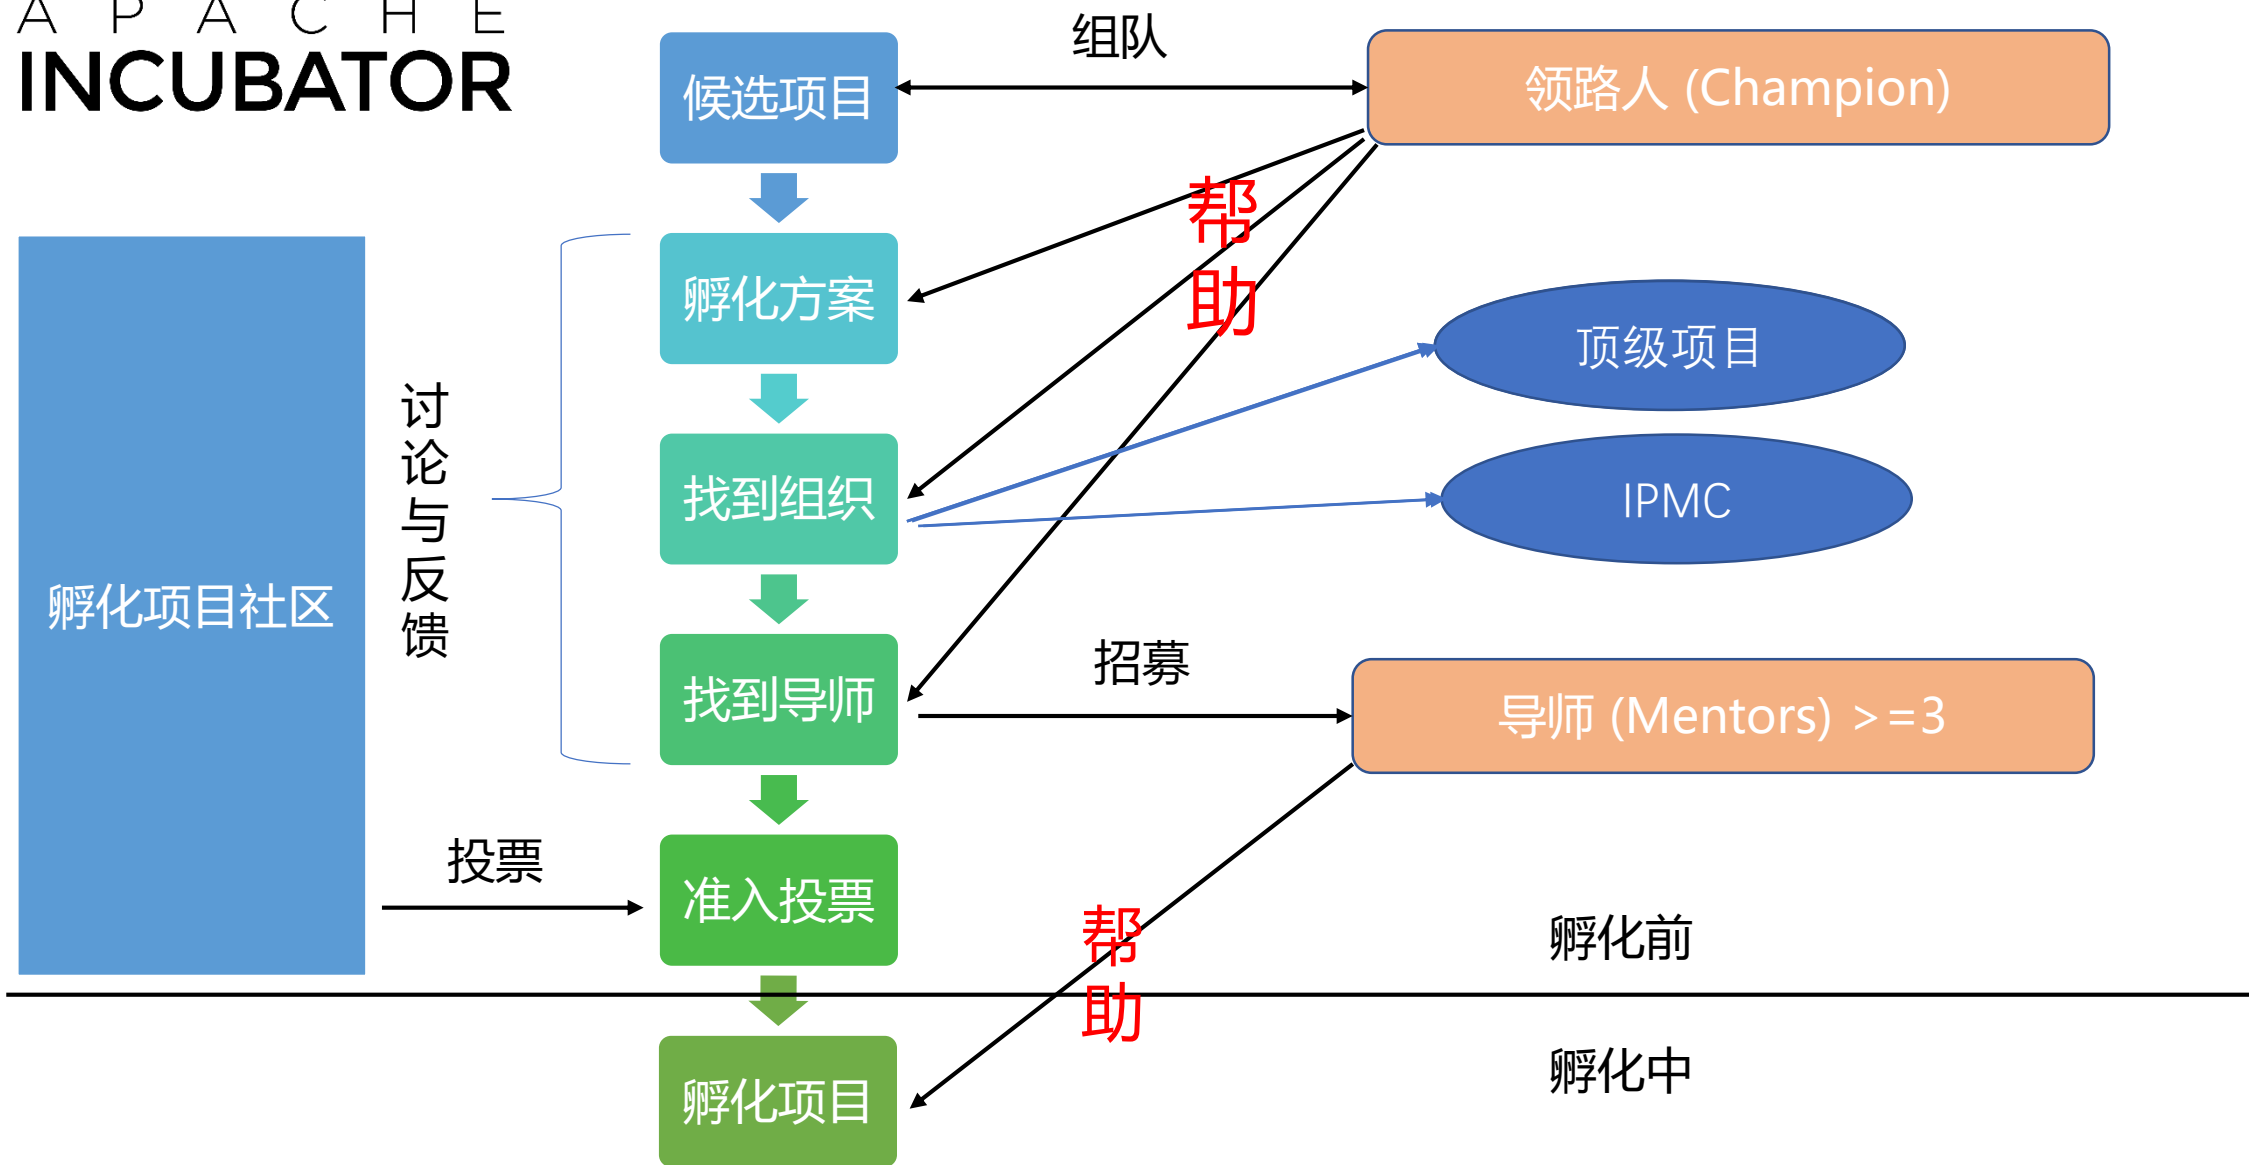 APACHE
INCUBATOR
组队
候选项目
领路人 (Champion)
帮助
孵化方案
顶级项目
讨论与反馈
找到组织
IPMC
孵化项目社区
招募
找到导师
导师 (Mentors) >=3
投票
准入投票
帮助
孵化前
孵化中
孵化项目